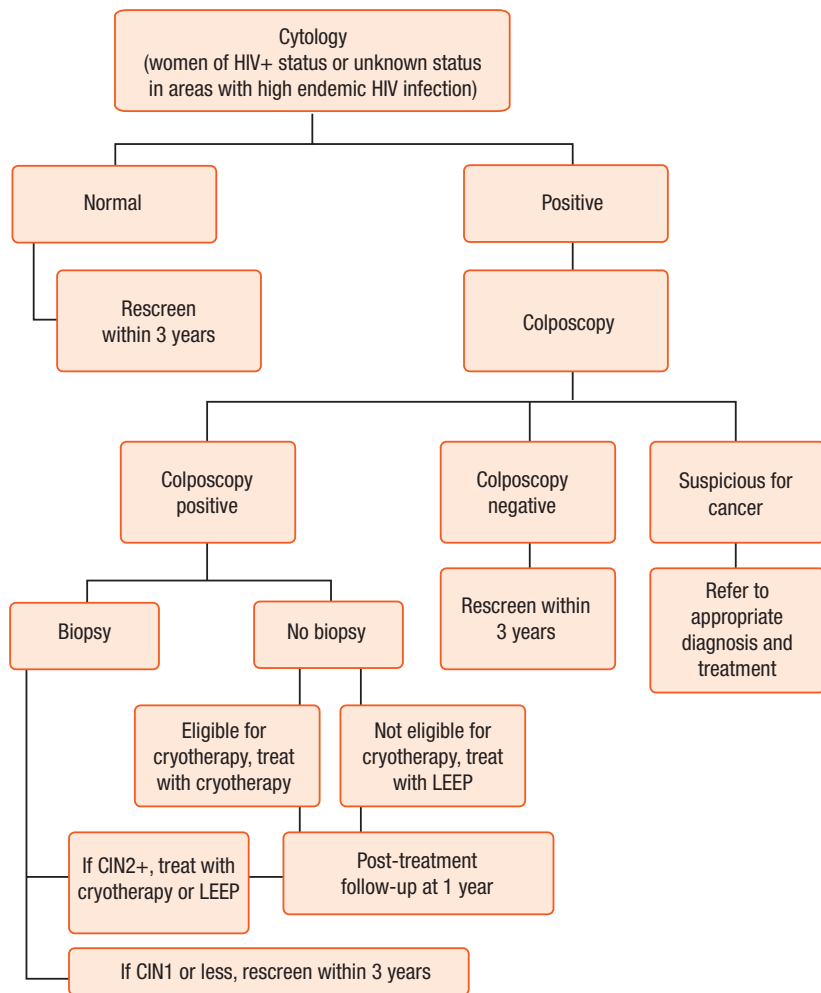 Cytology
(women of HIV+ status or unknown status
in areas with high endemic HIV infection)
Normal
Positive
Rescreen
within 3 years
Colposcopy
Colposcopy
positive
Colposcopy
negative
Suspicious for
cancer
Biopsy
No biopsy
Rescreen within
3 years
Refer to
appropriate
diagnosis and
treatment
Eligible for
cryotherapy, treat
with cryotherapy
Not eligible for
cryotherapy, treat
with LEEP
If CIN2+, treat with
cryotherapy or LEEP
Post-treatment
follow-up at 1 year
If CIN1 or less, rescreen within 3 years